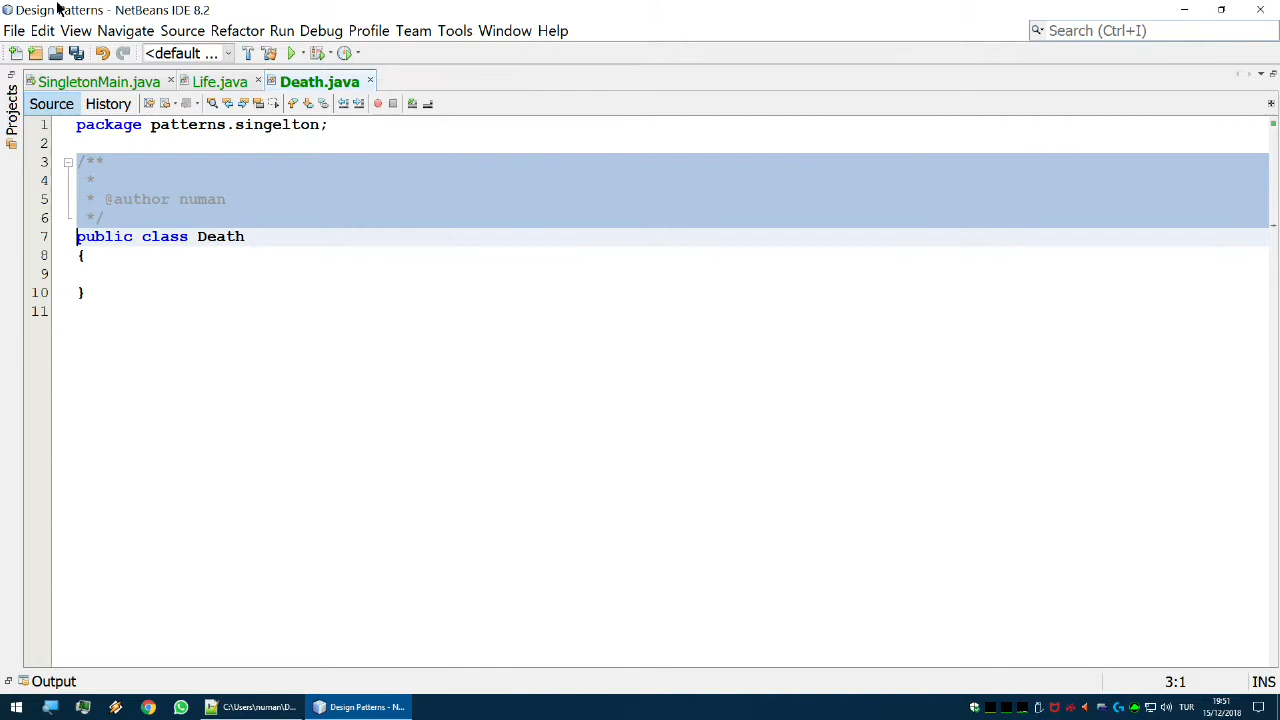 Design Patterns - NetBeans IDE 8.2
File Edit View Navigate Source Refactor Run Debug Profile Team Tools Window Help
Search (Ctrl+I)
<default ...
Projects
SingletonMain.java
Life.java
Death.java
Source
History
1 package patterns.singelton;
2
3 /**
4 *
5 * @author numan
6 */
7 public class Death
8 {
9
10 }
11
Output
3:1
INS
C:\Users\numan\D...
Design Patterns - N...
TUR
19:51
15/12/2018